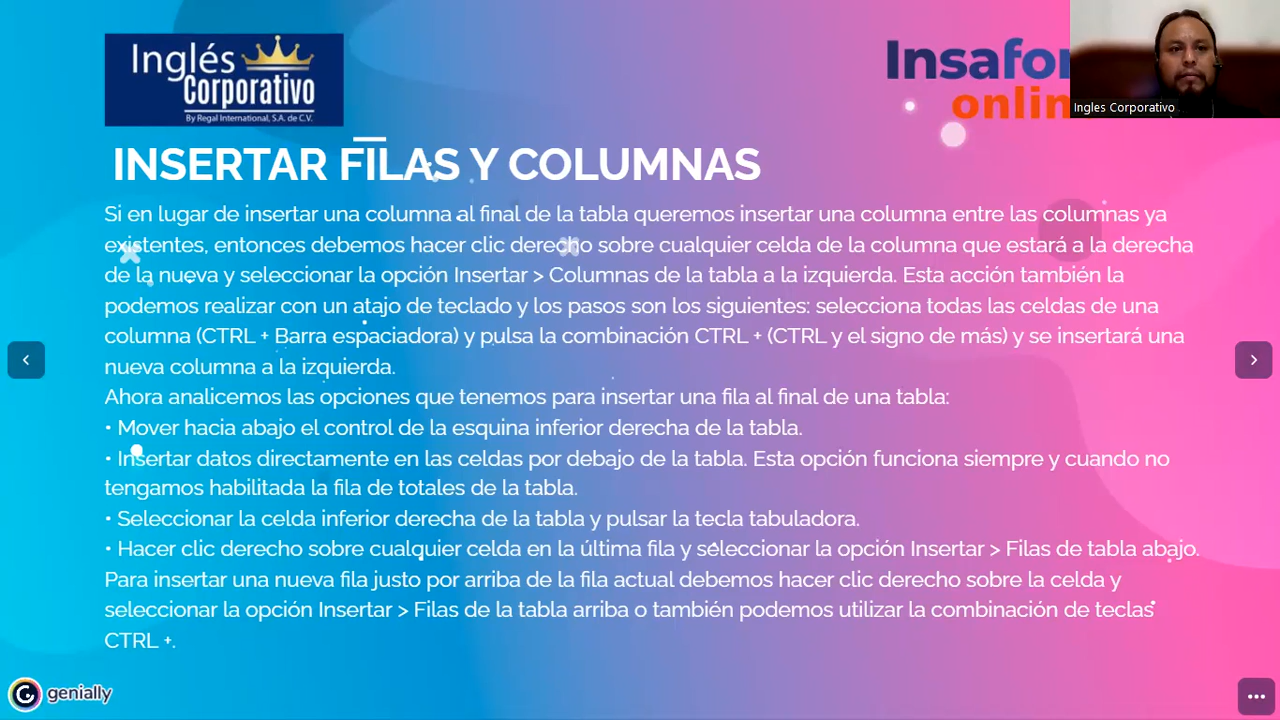 Inglés
Corporativo
By Regal International, S.A. de C.V.
Insafor
onlin
Ingles Corporativo
INSERTAR FILAS Y COLUMNAS
Si en lugar de insertar una columna al final de la tabla queremos insertar una columna entre las columnas ya
existentes, entonces debemos hacer clic derecho sobre cualquier celda de la columna que estará a la derecha
de la nueva y seleccionar la opción Insertar > Columnas de la tabla a la izquierda. Esta acción también la
podemos realizar con un atajo de teclado y los pasos son los siguientes: selecciona todas las celdas de una
columna (CTRL + Barra espaciadora) y pulsa la combinación CTRL + (CTRL y el signo de más) y se insertará una
nueva columna a la izquierda.
Ahora analicemos las opciones que tenemos para insertar una fila al final de una tabla:
• Mover hacia abajo el control de la esquina inferior derecha de la tabla.
• Insertar datos directamente en las celdas por debajo de la tabla. Esta opción funciona siempre y cuando no
tengamos habilitada la fila de totales de la tabla.
• Seleccionar la celda inferior derecha de la tabla y pulsar la tecla tabuladora.
• Hacer clic derecho sobre cualquier celda en la última fila y seleccionar la opción Insertar > Filas de tabla abajo.
Para insertar una nueva fila justo por arriba de la fila actual debemos hacer clic derecho sobre la celda y
seleccionar la opción Insertar > Filas de la tabla arriba o también podemos utilizar la combinación de teclas
CTRL +.
genially